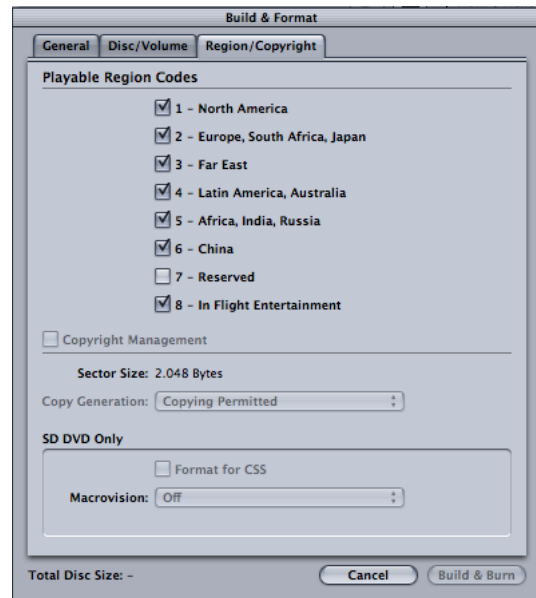 Build & Format
General Disc/Volume Region/Copyright
Playable Region Codes
1 – North America
2 – Europe, South Africa, Japan
3 – Far East
4 – Latin America, Australia
5 – Africa, India, Russia
6 – China
7 – Reserved
8 – In Flight Entertainment
Copyright Management
Sector Size: 2.048 Bytes
Copy Generation: Copying Permitted
SD DVD Only
Format for CSS
Macrovision: Off
Total Disc Size: – Cancel Build & Burn